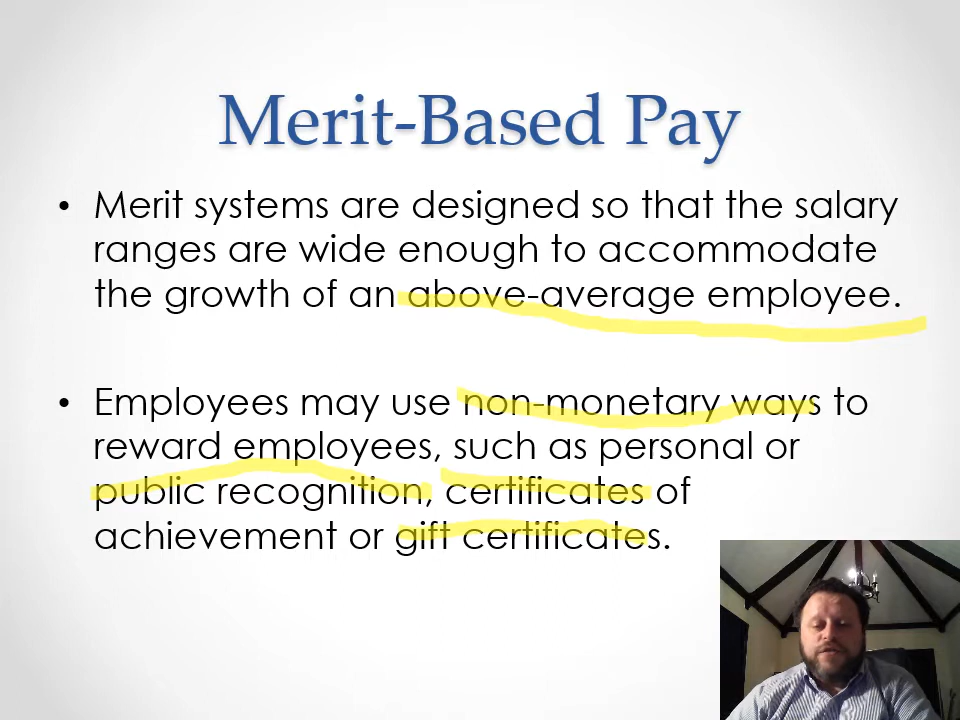 Merit-Based Pay
• Merit systems are designed so that the salary
ranges are wide enough to accommodate
the growth of an above-average employee.
• Employees may use non-monetary ways to
reward employees, such as personal or
public recognition, certificates of
achievement or gift certificates.